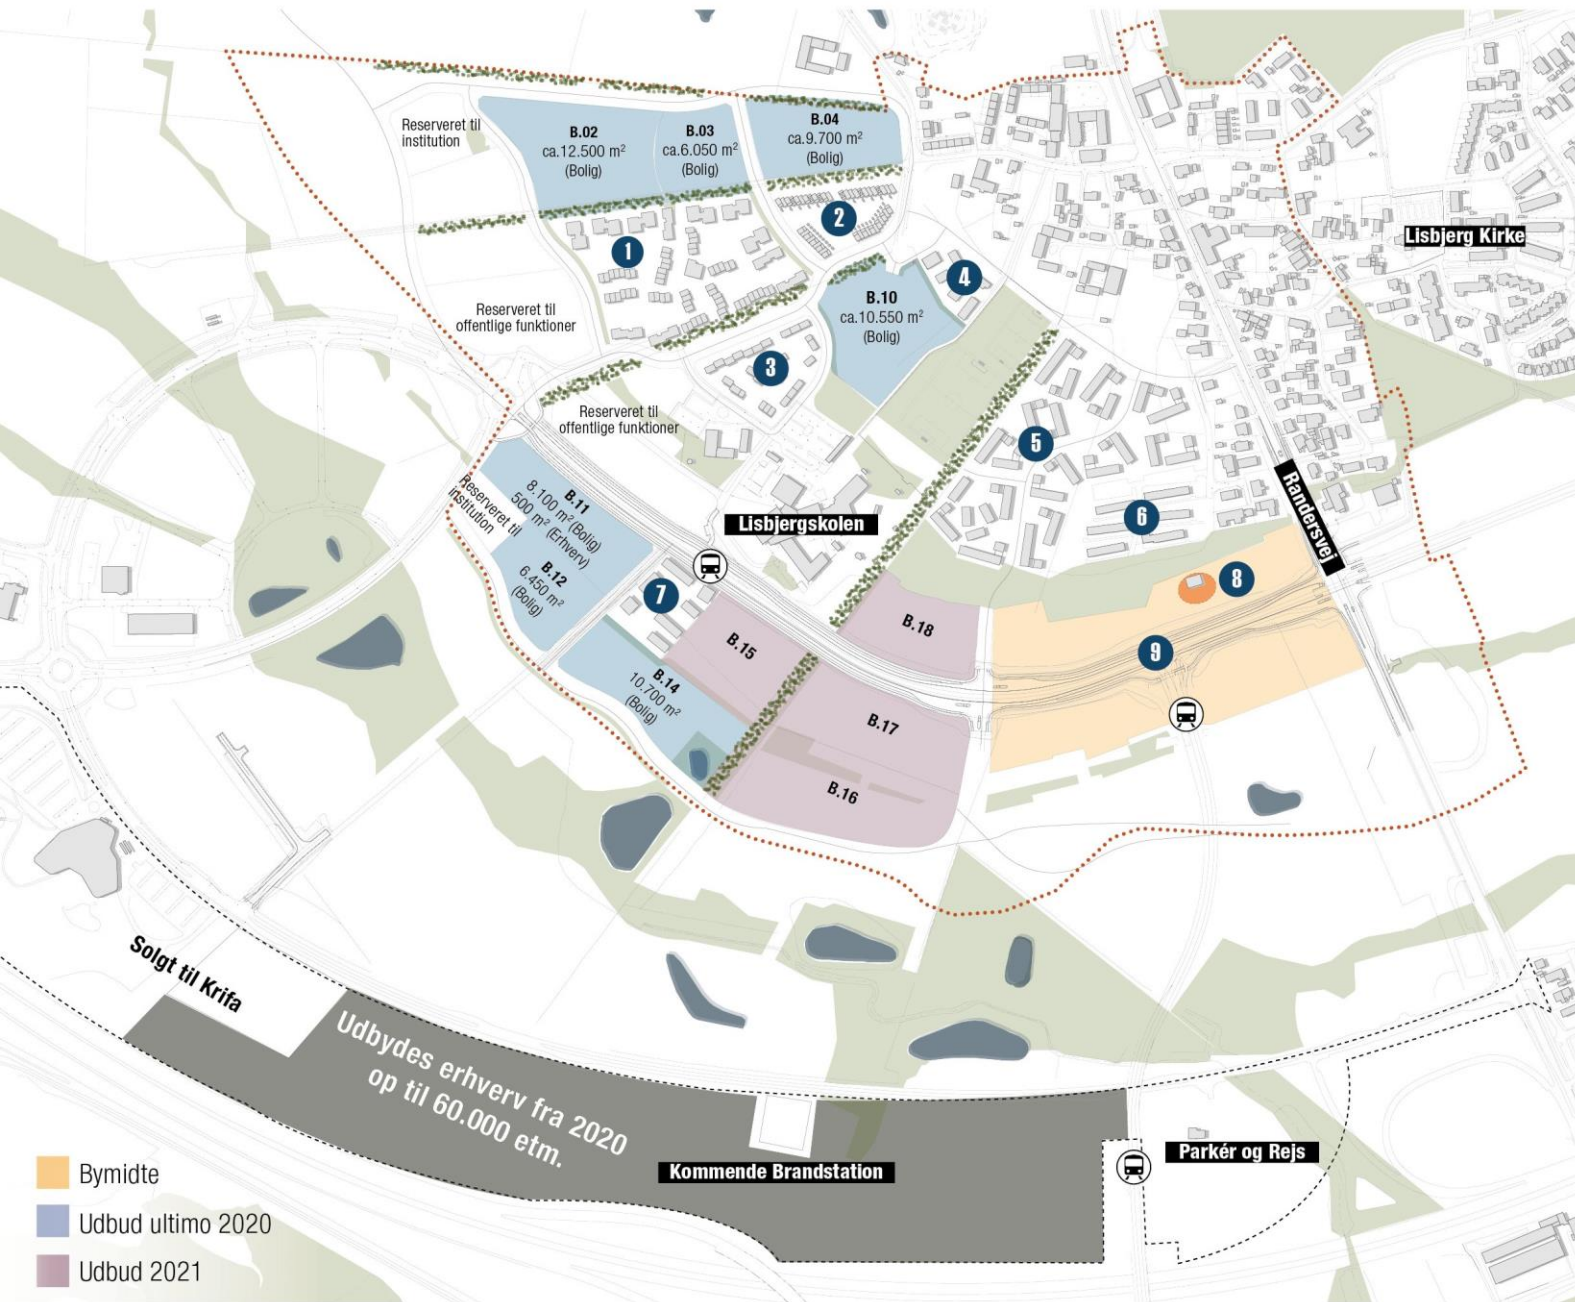 Reserveret til
institution
B.02
ca.12.500 m²
(Bolig)
B.03
ca.6.050 m²
(Bolig)
B.04
ca.9.700 m²
(Bolig)
2
1
Lisbjerg Kirke
4
B.10
ca.10.550 m²
(Bolig)
Reserveret til
offentlige funktioner
3
Reserveret til
offentlige funktioner
5
Randersvej
6
Lisbjergskolen
Reserveret til
institution
B.11
8.100 m² (Bolig)
500 m² (Erhverv)
B.12
6.450 m²
(Bolig)
7
8
B.18
B.15
9
B.14
10.700 m²
(Bolig)
B.17
B.16
Solgt til Krifa
Udbydes erhverv fra 2020
op til 60.000 etm.
Kommende Brandstation
Parkér og Rejs
Bymidte
Udbud ultimo 2020
Udbud 2021